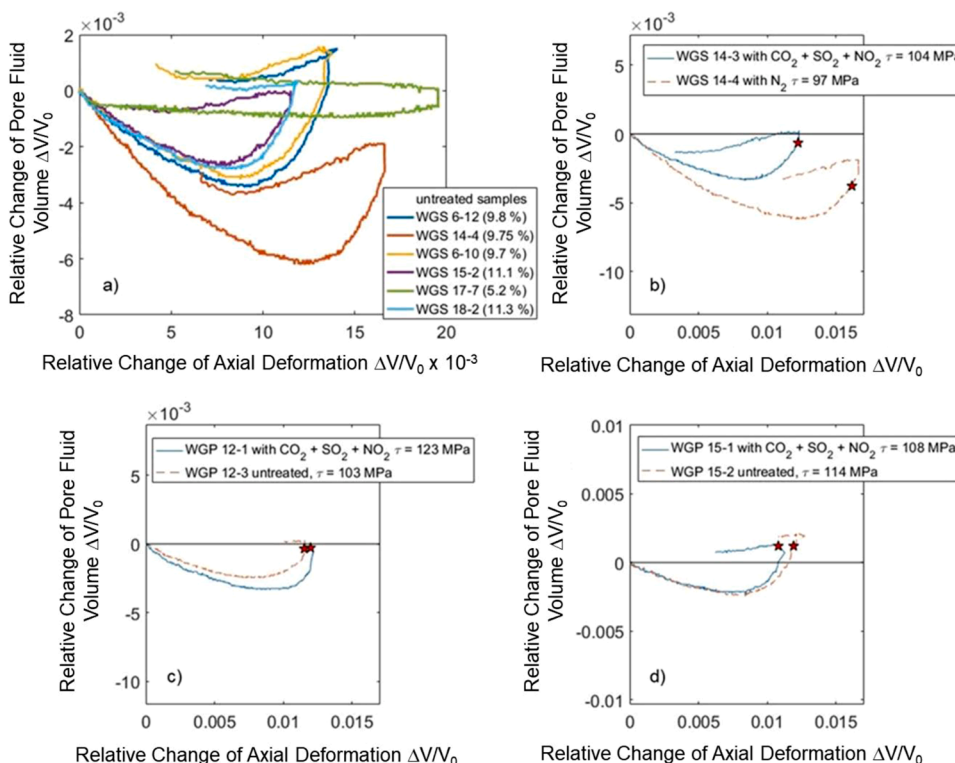 ×10⁻³
Relative Change of Pore Fluid
Volume ΔV/V₀
2
0
-2
-4
-6
-8
a)
untreated samples
WGS 6-12 (9.8 %)
WGS 14-4 (9.75 %)
WGS 6-10 (9.7 %)
WGS 15-2 (11.1 %)
WGS 17-7 (5.2 %)
WGS 18-2 (11.3 %)
0 5 10 15 20
Relative Change of Axial Deformation ΔV/V₀ x 10⁻³
×10⁻³
Relative Change of Pore Fluid
Volume ΔV/V₀
5
0
-5
-10
WGS 14-3 with CO₂ + SO₂ + NO₂ τ = 104 MPa
WGS 14-4 with N₂ τ = 97 MPa
b)
0 0.005 0.01 0.015
Relative Change of Axial Deformation ΔV/V₀
×10⁻³
Relative Change of Pore Fluid
Volume ΔV/V₀
5
0
-5
-10
WGP 12-1 with CO₂ + SO₂ + NO₂ τ = 123 MPa
WGP 12-3 untreated, τ = 103 MPa
c)
0 0.005 0.01 0.015
Relative Change of Axial Deformation ΔV/V₀
Relative Change of Pore Fluid
Volume ΔV/V₀
0.01
0.005
0
-0.005
-0.01
WGP 15-1 with CO₂ + SO₂ + NO₂ τ = 108 MPa
WGP 15-2 untreated, τ = 114 MPa
d)
0 0.005 0.01 0.015
Relative Change of Axial Deformation ΔV/V₀